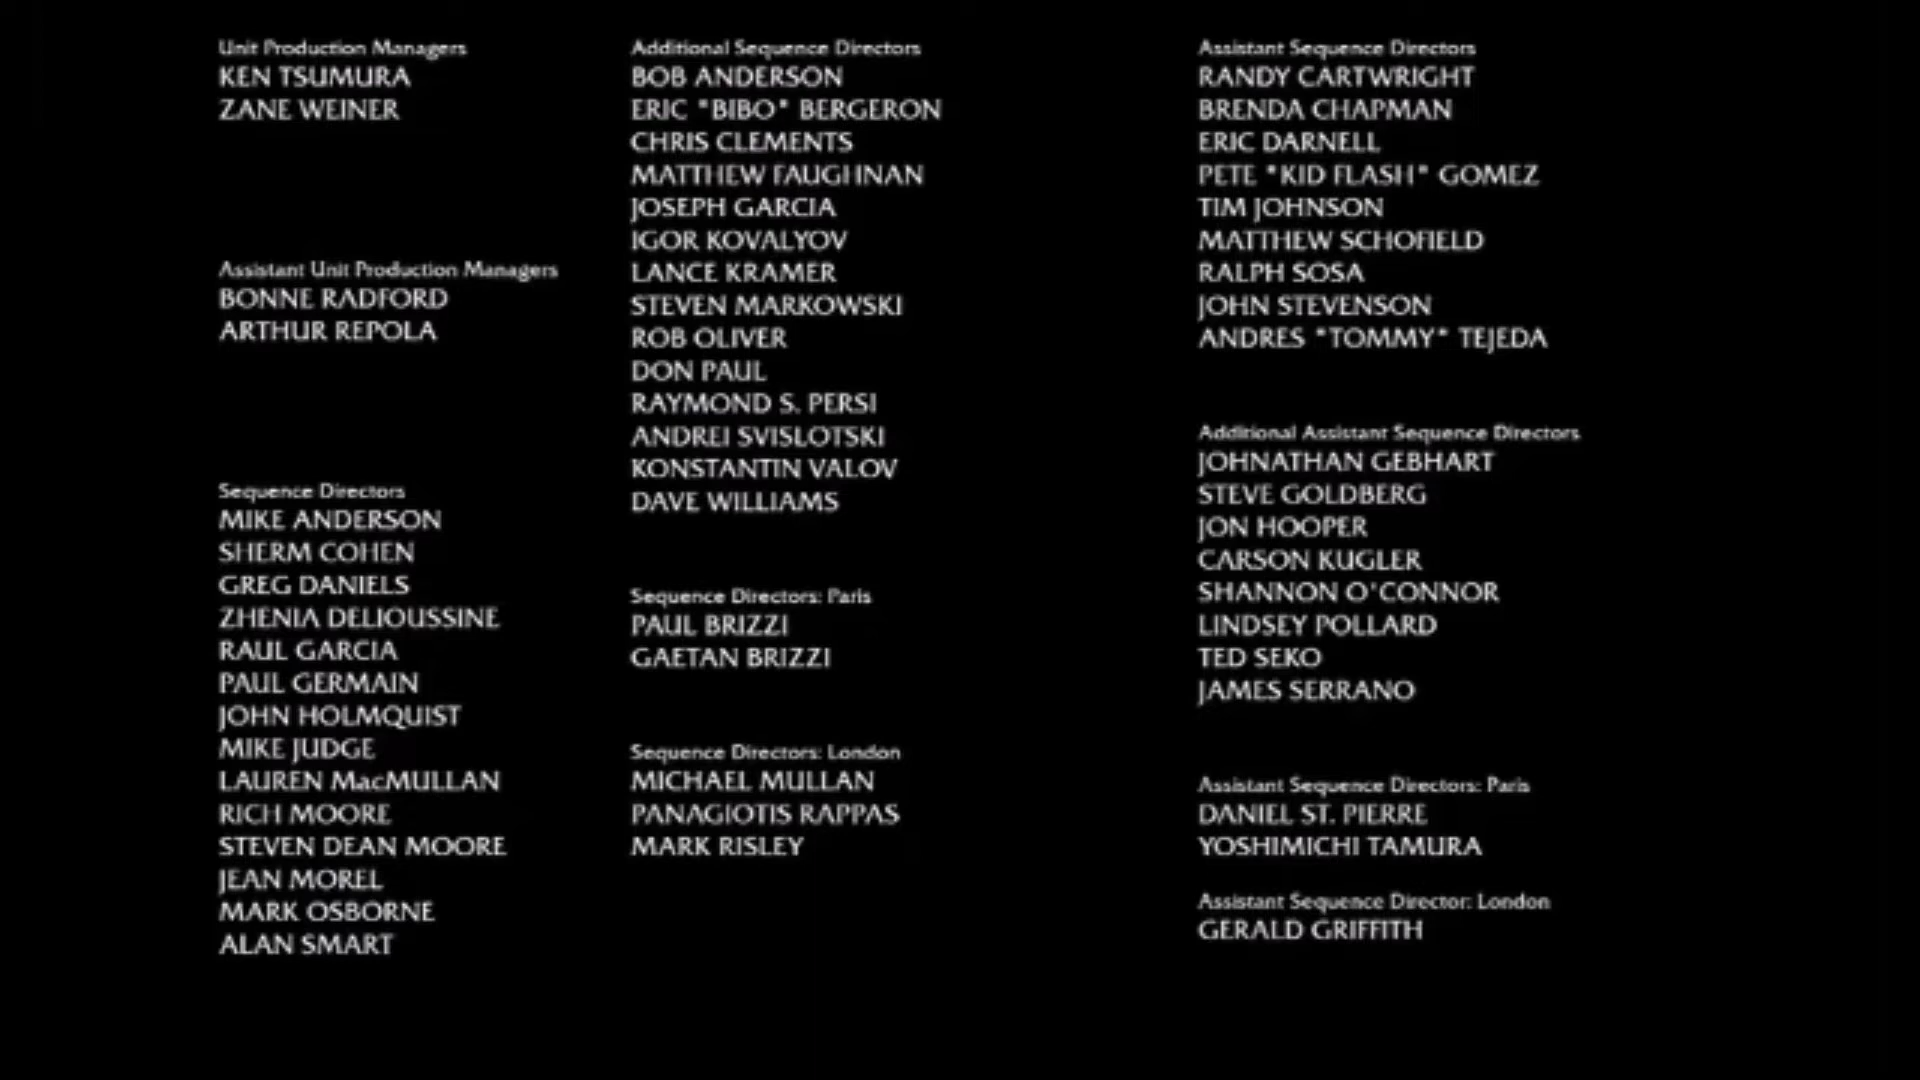 Unit Production Managers
KEN TSUMURA
ZANE WEINER
Assistant Unit Production Managers
BONNE RADFORD
ARTHUR REPOLA
Sequence Directors
MIKE ANDERSON
SHERM COHEN
GREG DANIELS
ZHENIA DELIOUSSINE
RAUL GARCIA
PAUL GERMAIN
JOHN HOLMQUIST
MIKE JUDGE
LAUREN MacMULLAN
RICH MOORE
STEVEN DEAN MOORE
JEAN MOREL
MARK OSBORNE
ALAN SMART
Additional Sequence Directors
BOB ANDERSON
ERIC "BIBO" BERGERON
CHRIS CLEMENTS
MATTHEW FAUGHNAN
JOSEPH GARCIA
IGOR KOVALYOV
LANCE KRAMER
STEVEN MARKOWSKI
ROB OLIVER
DON PAUL
RAYMOND S. PERSI
ANDREI SVISLOTSKI
KONSTANTIN VALOV
DAVE WILLIAMS
Sequence Directors: Paris
PAUL BRIZZI
GAETAN BRIZZI
Sequence Directors: London
MICHAEL MULLAN
PANAGIOTIS RAPPAS
MARK RISLEY
Assistant Sequence Directors
RANDY CARTWRIGHT
BRENDA CHAPMAN
ERIC DARNELL
PETE "KID FLASH" GOMEZ
TIM JOHNSON
MATTHEW SCHOFIELD
RALPH SOSA
JOHN STEVENSON
ANDRES "TOMMY" TEJEDA
Additional Assistant Sequence Directors
JOHNATHAN GEBHART
STEVE GOLDBERG
JON HOOPER
CARSON KUGLER
SHANNON O'CONNOR
LINDSEY POLLARD
TED SEKO
JAMES SERRANO
Assistant Sequence Directors: Paris
DANIEL ST. PIERRE
YOSHIMICHI TAMURA
Assistant Sequence Director: London
GERALD GRIFFITH